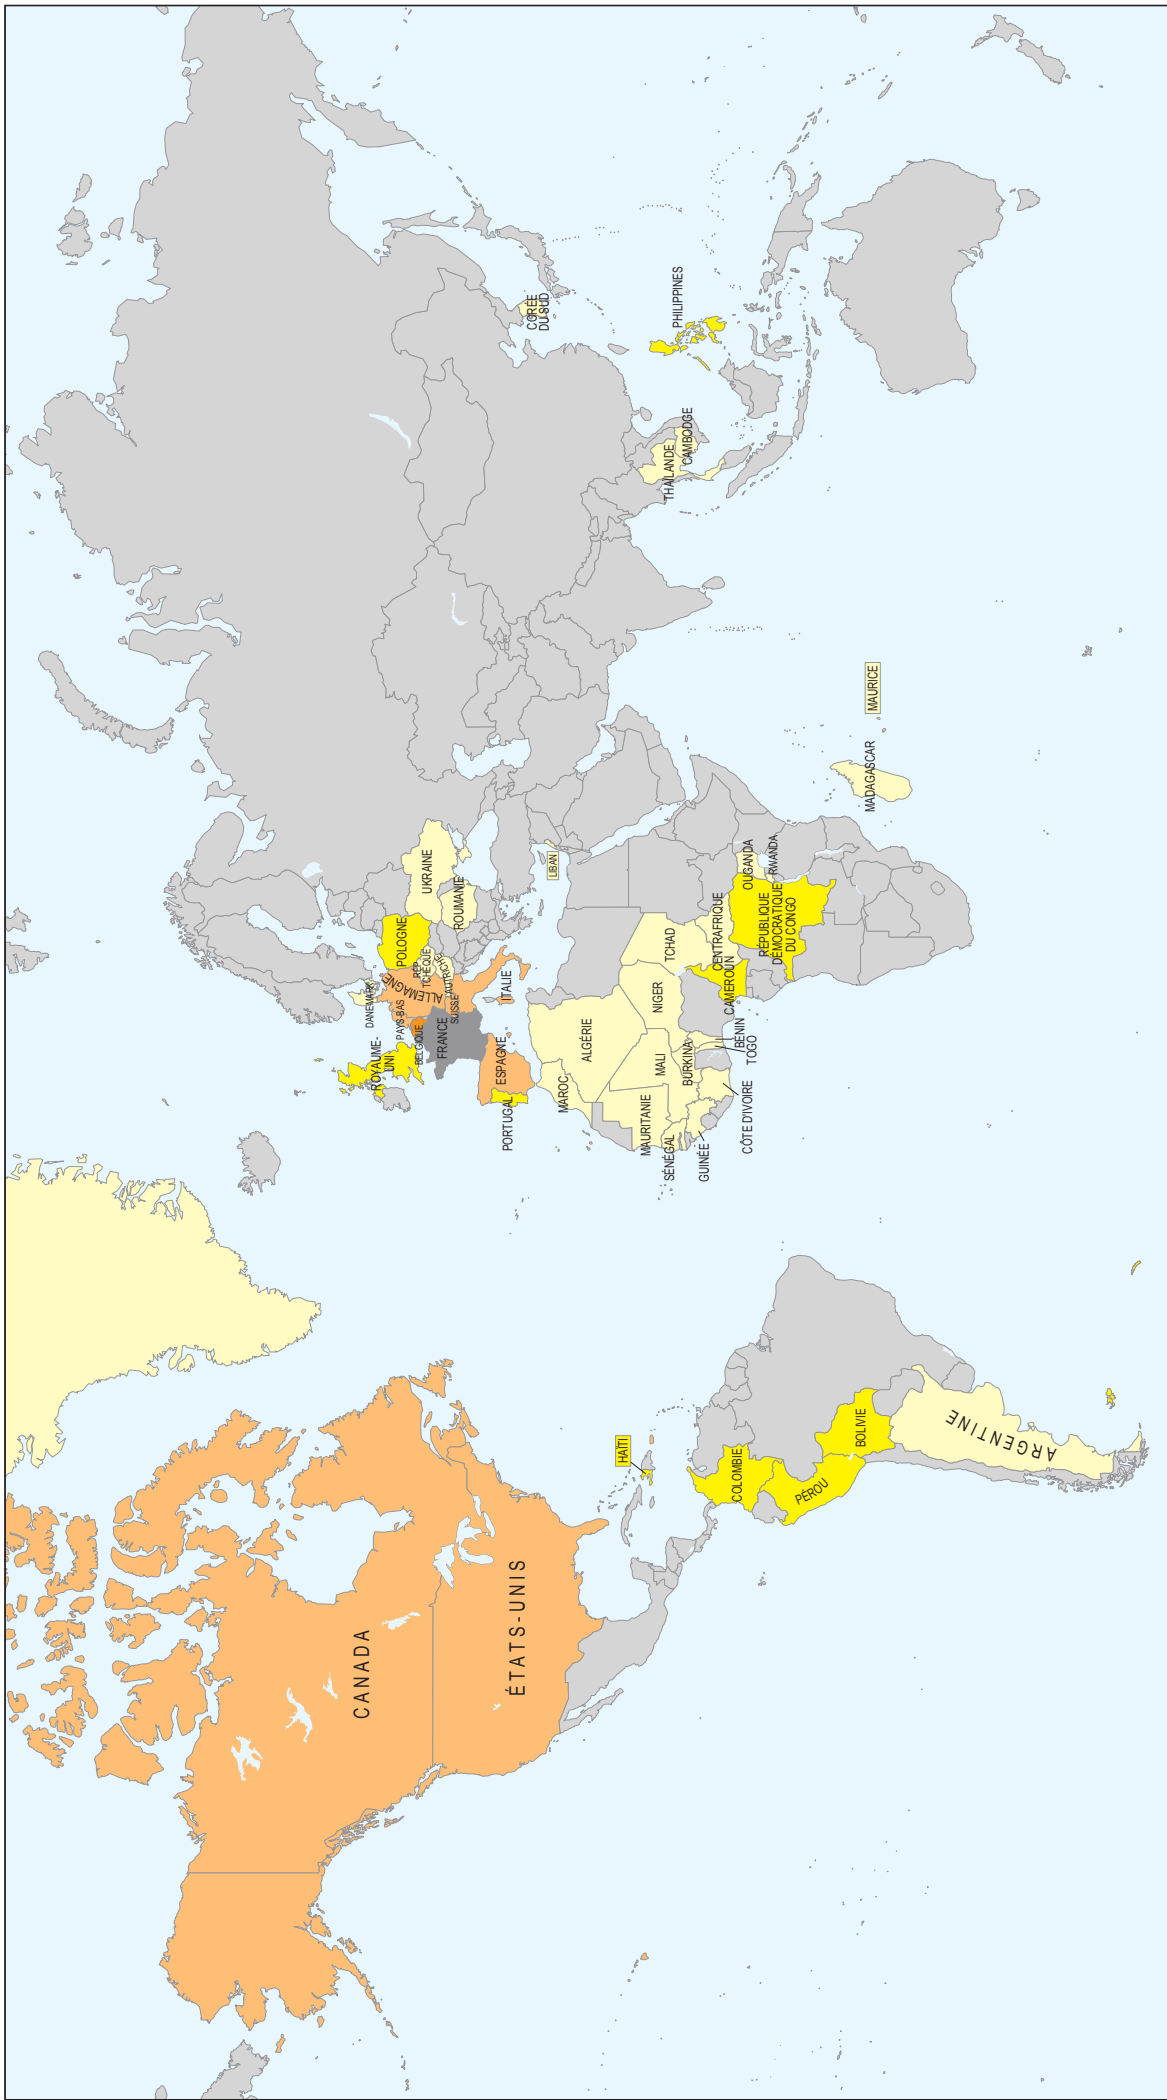 CANADA
ÉTATS-UNIS
HAÏTI
COLOMBIE
PÉROU
BOLIVIE
ARGENTINE
ROYAUME-
UNI
DANEMARK
PAYS-BAS
BELGIQUE
ALLEMAGNE
POLOGNE
RÉP.
TCHÈQUE
AUTRICHE
SUISSE
FRANCE
UKRAINE
ROUMANIE
ITALIE
ESPAGNE
PORTUGAL
LIBAN
MAROC
ALGÉRIE
MAURITANIE
MALI
NIGER
TCHAD
SÉNÉGAL
GUINÉE
BURKINA
CÔTE D'IVOIRE
TOGO
BENIN
CAMEROUN
CENTRAFRIQUE
RÉPUBLIQUE
DÉMOCRATIQUE
DU CONGO
OUGANDA
RWANDA
MADAGASCAR
MAURICE
CORÉE
DU SUD
THAÏLANDE
CAMBODGE
PHILIPPINES